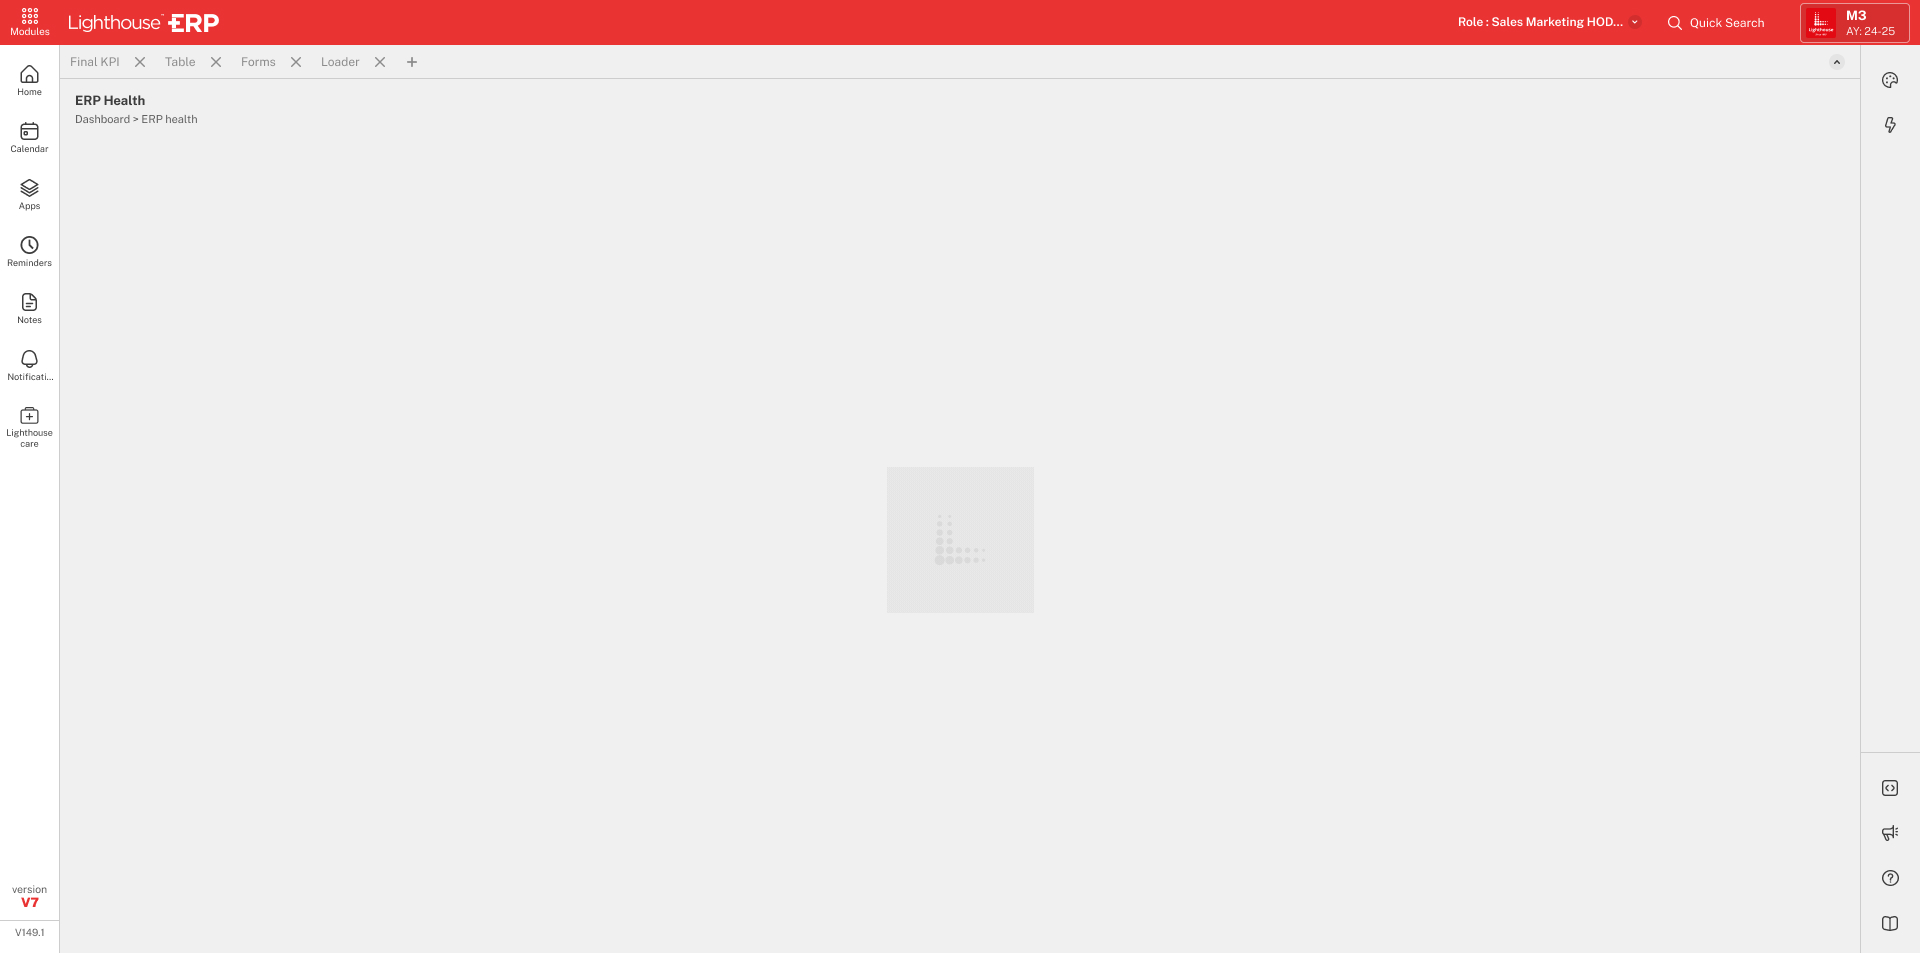 Modules
Lighthouse ERP
Role : Sales Marketing HOD...
Quick Search
Lighthouse
M3
AY: 24-25
Final KPI
Table
Forms
Loader
ERP Health
Dashboard > ERP health
Home
Calendar
Apps
Reminders
Notes
Notificati...
Lighthouse
care
version
V7
V149.1